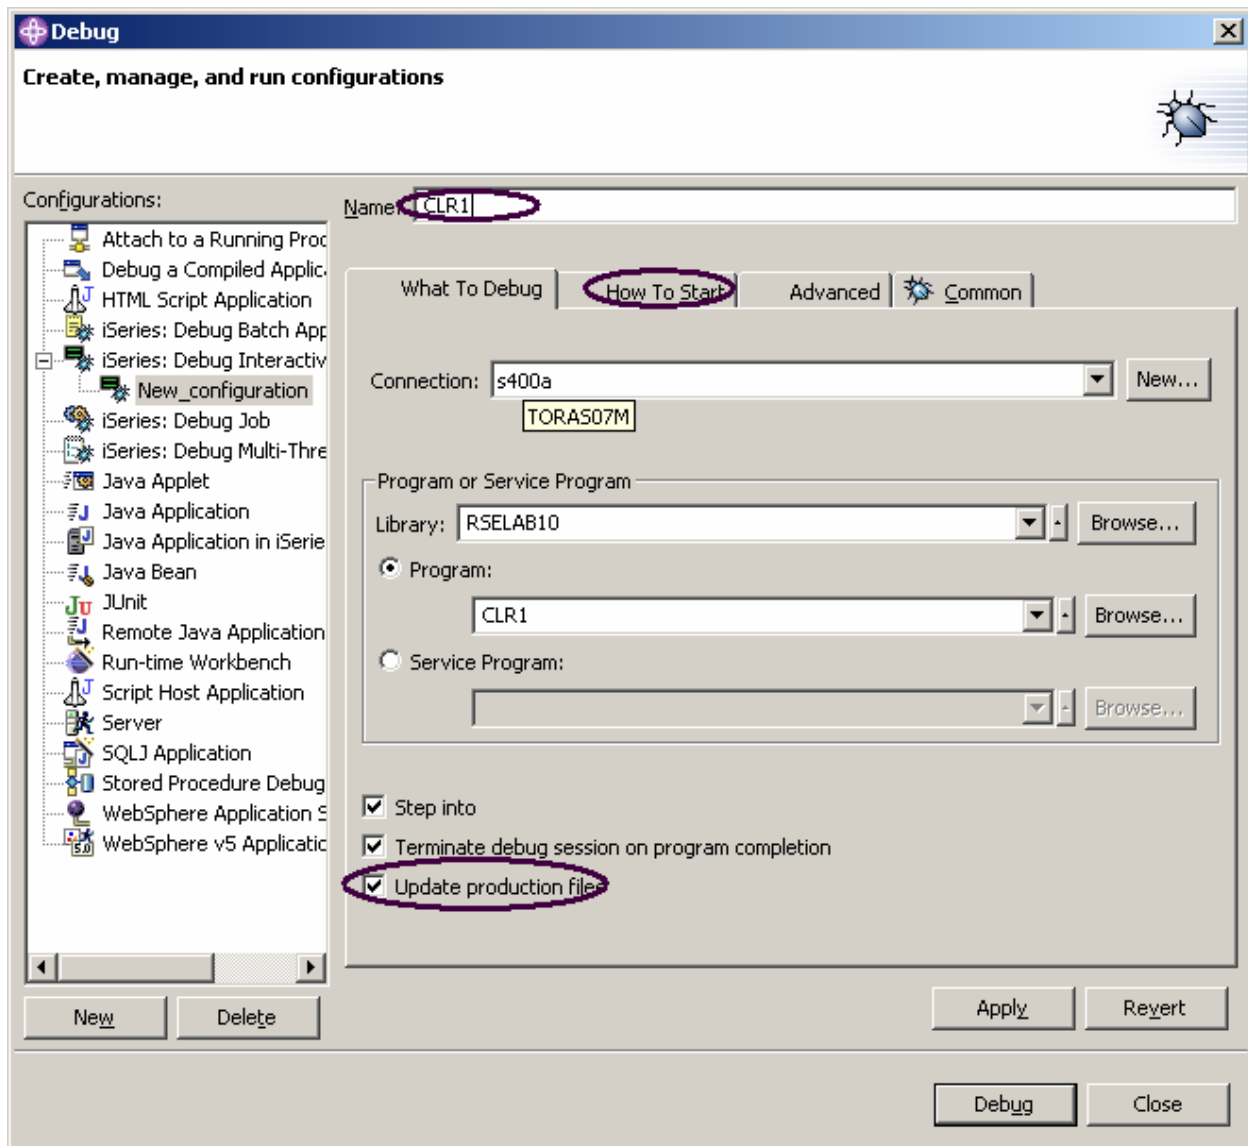 Debug
Create, manage, and run configurations
Configurations:
Attach to a Running Proc
Debug a Compiled Applic
HTML Script Application
iSeries: Debug Batch App
iSeries: Debug Interactiv
New_configuration
iSeries: Debug Job
iSeries: Debug Multi-Thre
Java Applet
Java Application
Java Application in iSerie
Java Bean
JUnit
Remote Java Application
Run-time Workbench
Script Host Application
Server
SQLJ Application
Stored Procedure Debug
WebSphere Application S
WebSphere v5 Applicatic
New
Delete
Name: CLR1
What To Debug
How To Start
Advanced
Common
Connection: s400a
New...
TORAS07M
Program or Service Program
Library: RSELAB10
Browse...
Program:
CLR1
Browse...
Service Program:
Browse...
Step into
Terminate debug session on program completion
Update production files
Apply
Revert
Debug
Close